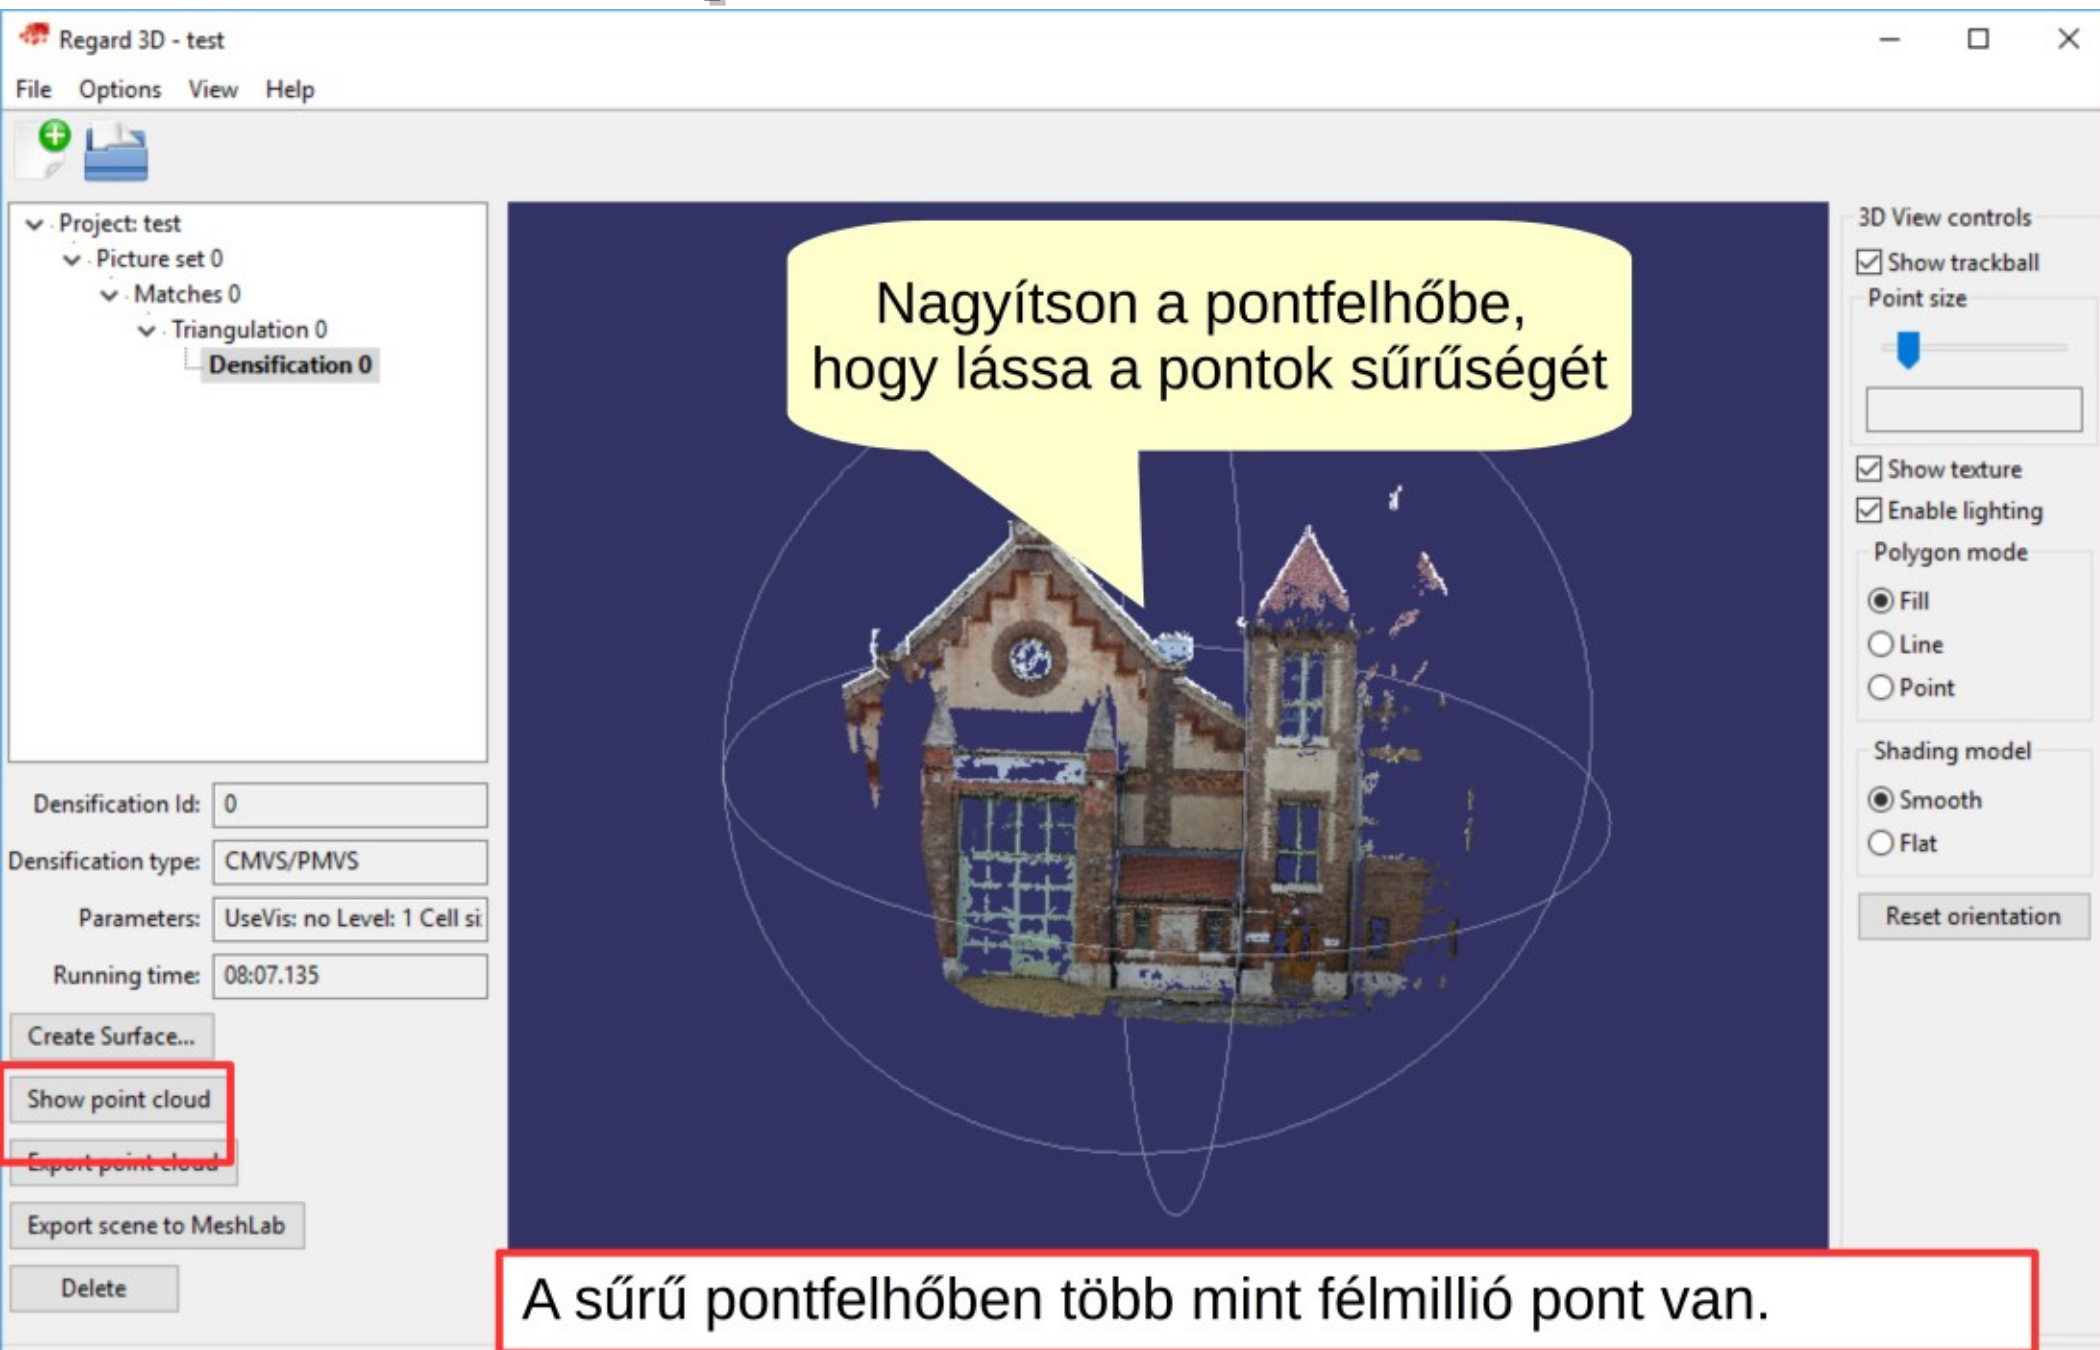 Regard 3D - test
File Options View Help
Project: test
Picture set 0
Matches 0
Triangulation 0
Densification 0
Densification Id: 0
Densification type: CMVS/PMVS
Parameters: UseVis: no Level: 1 Cell si
Running time: 08:07.135
Create Surface...
Show point cloud
Export point cloud
Export scene to MeshLab
Delete
Nagyítson a pontfelhőbe,
hogy lássa a pontok sűrűségét
A sűrű pontfelhőben több mint félmillió pont van.
3D View controls
Show trackball
Point size
Show texture
Enable lighting
Polygon mode
Fill
Line
Point
Shading model
Smooth
Flat
Reset orientation